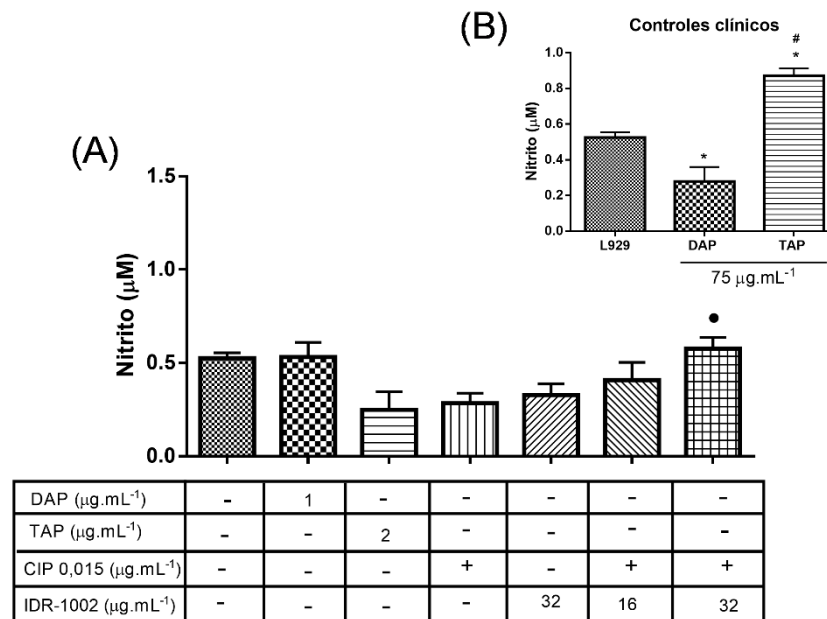 (B)
Controles clínicos
#
*
1.0
0.8
0.6
0.4
0.2
0.0
Nitrito (μM)
*
L929 DAP TAP
75 μg.mL⁻¹
(A)
1.5
1.0
0.5
0.0
Nitrito (μM)
•
DAP (μg.mL⁻¹) - 1 - - - - -
TAP (μg.mL⁻¹) - - 2 - - - -
CIP 0,015 (μg.mL⁻¹) - - - + - + +
IDR-1002 (μg.mL⁻¹) - - - - 32 16 32